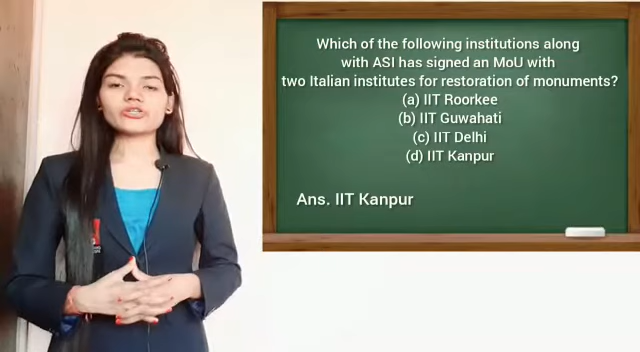 Which of the following institutions along
with ASI has signed an MoU with
two Italian institutes for restoration of monuments?
(a) IIT Roorkee
(b) IIT Guwahati
(c) IIT Delhi
(d) IIT Kanpur
Ans. IIT Kanpur